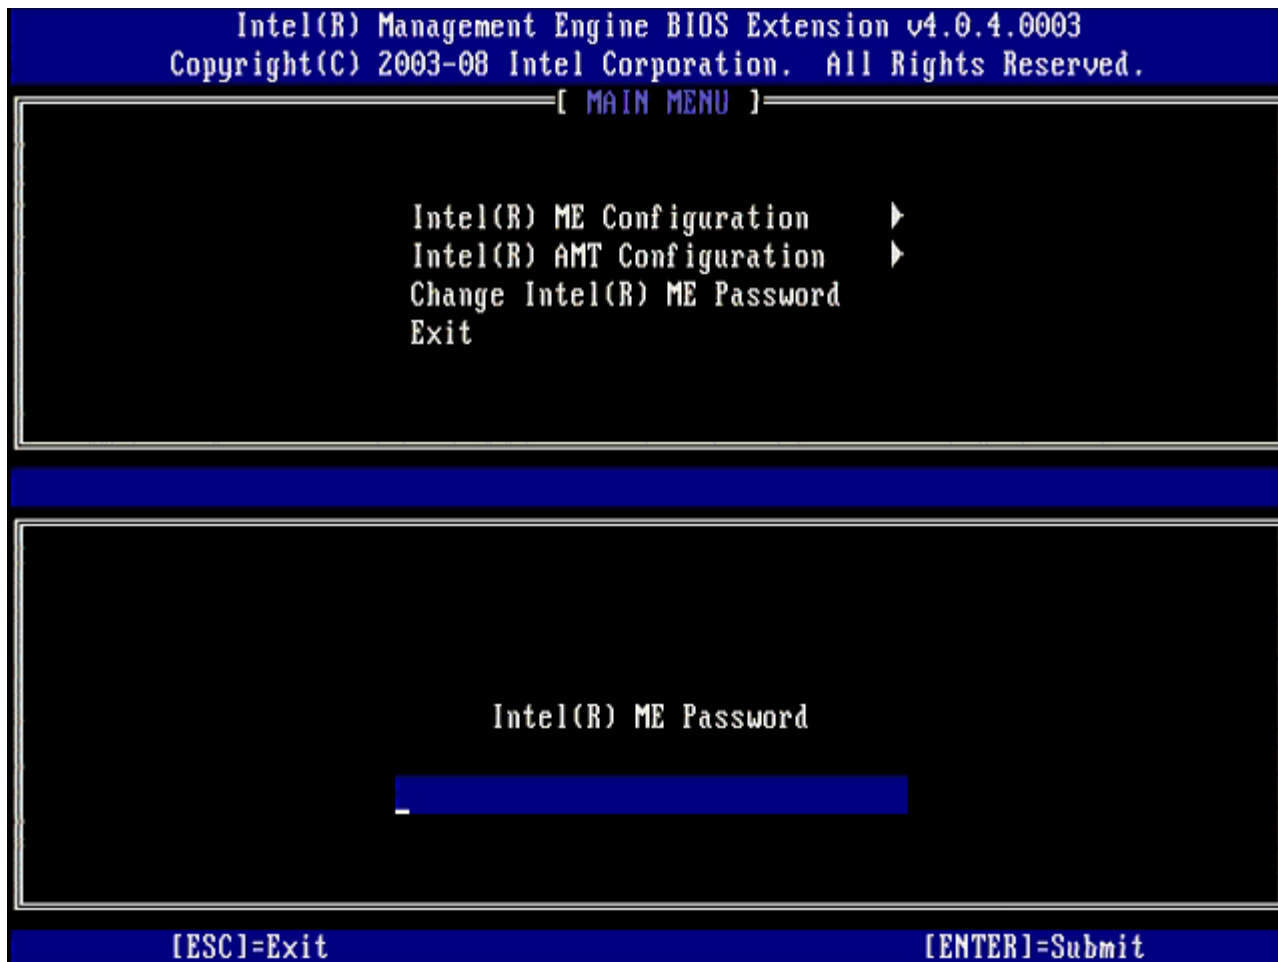 Intel(R) Management Engine BIOS Extension v4.0.4.0003
Copyright(C) 2003-08 Intel Corporation. All Rights Reserved.
[ MAIN MENU ]
Intel(R) ME Configuration
Intel(R) AMT Configuration
Change Intel(R) ME Password
Exit
Intel(R) ME Password
[ESC]=Exit [ENTER]=Submit